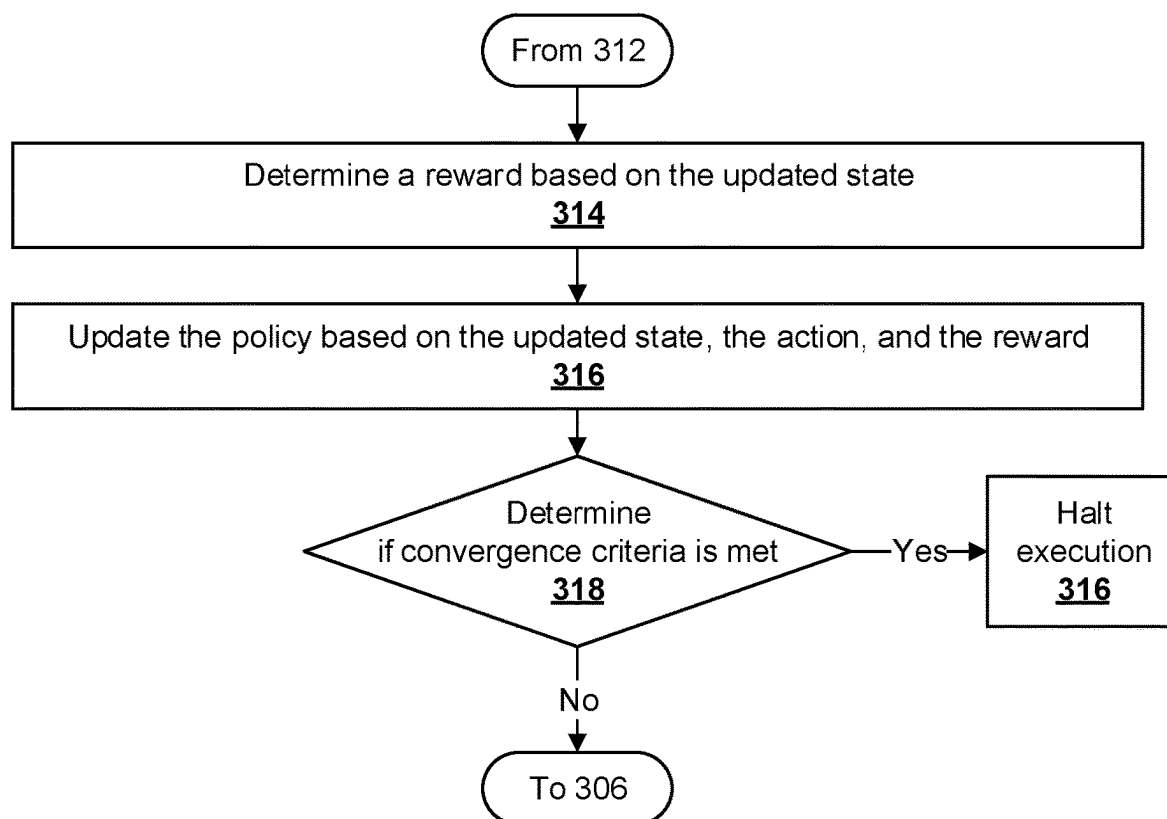 From 312
Determine a reward based on the updated state
314
Update the policy based on the updated state, the action, and the reward
316
Determine
if convergence criteria is met
318
Yes
Halt
execution
316
No
To 306